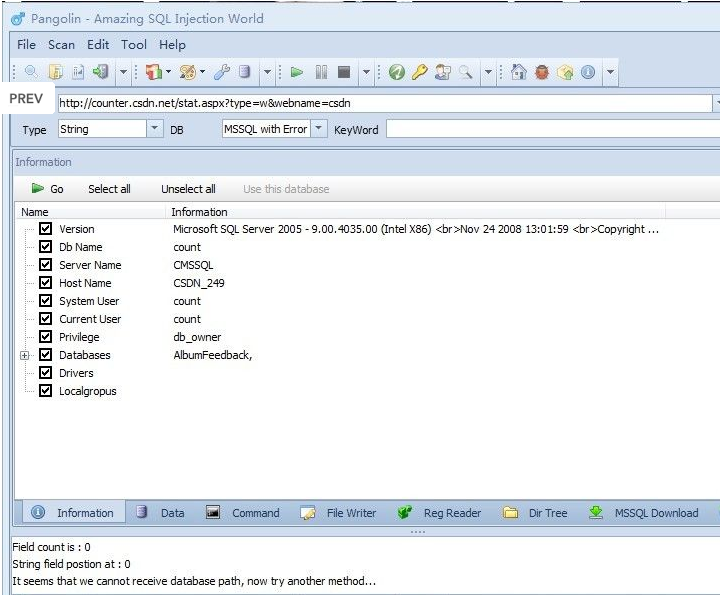 Pangolin - Amazing SQL Injection World
File Scan Edit Tool Help
PREV
http://counter.csdn.net/stat.aspx?type=w&webname=csdn
Type String DB MSSQL with Error KeyWord
Information
Go Select all Unselect all Use this database
Name Information
Version Microsoft SQL Server 2005 - 9.00.4035.00 (Intel X86) <br>Nov 24 2008 13:01:59 <br>Copyright ...
Db Name count
Server Name CMSSQL
Host Name CSDN_249
System User count
Current User count
Privilege db_owner
Databases AlbumFeedback,
Drivers
Localgropus
Information Data Command File Writer Reg Reader Dir Tree MSSQL Download
Field count is : 0
String field postion at : 0
It seems that we cannot receive database path, now try another method...